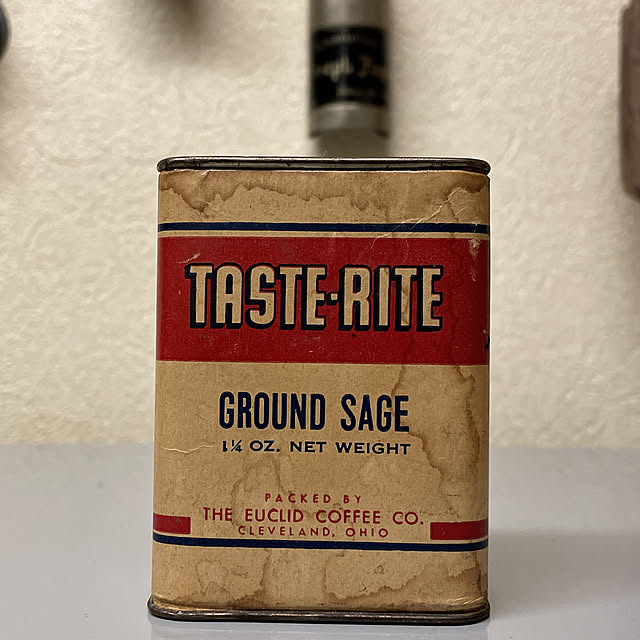 TASTE-RITE
GROUND SAGE
1¼ OZ. NET WEIGHT
PACKED BY
THE EUCLID COFFEE CO.
CLEVELAND, OHIO